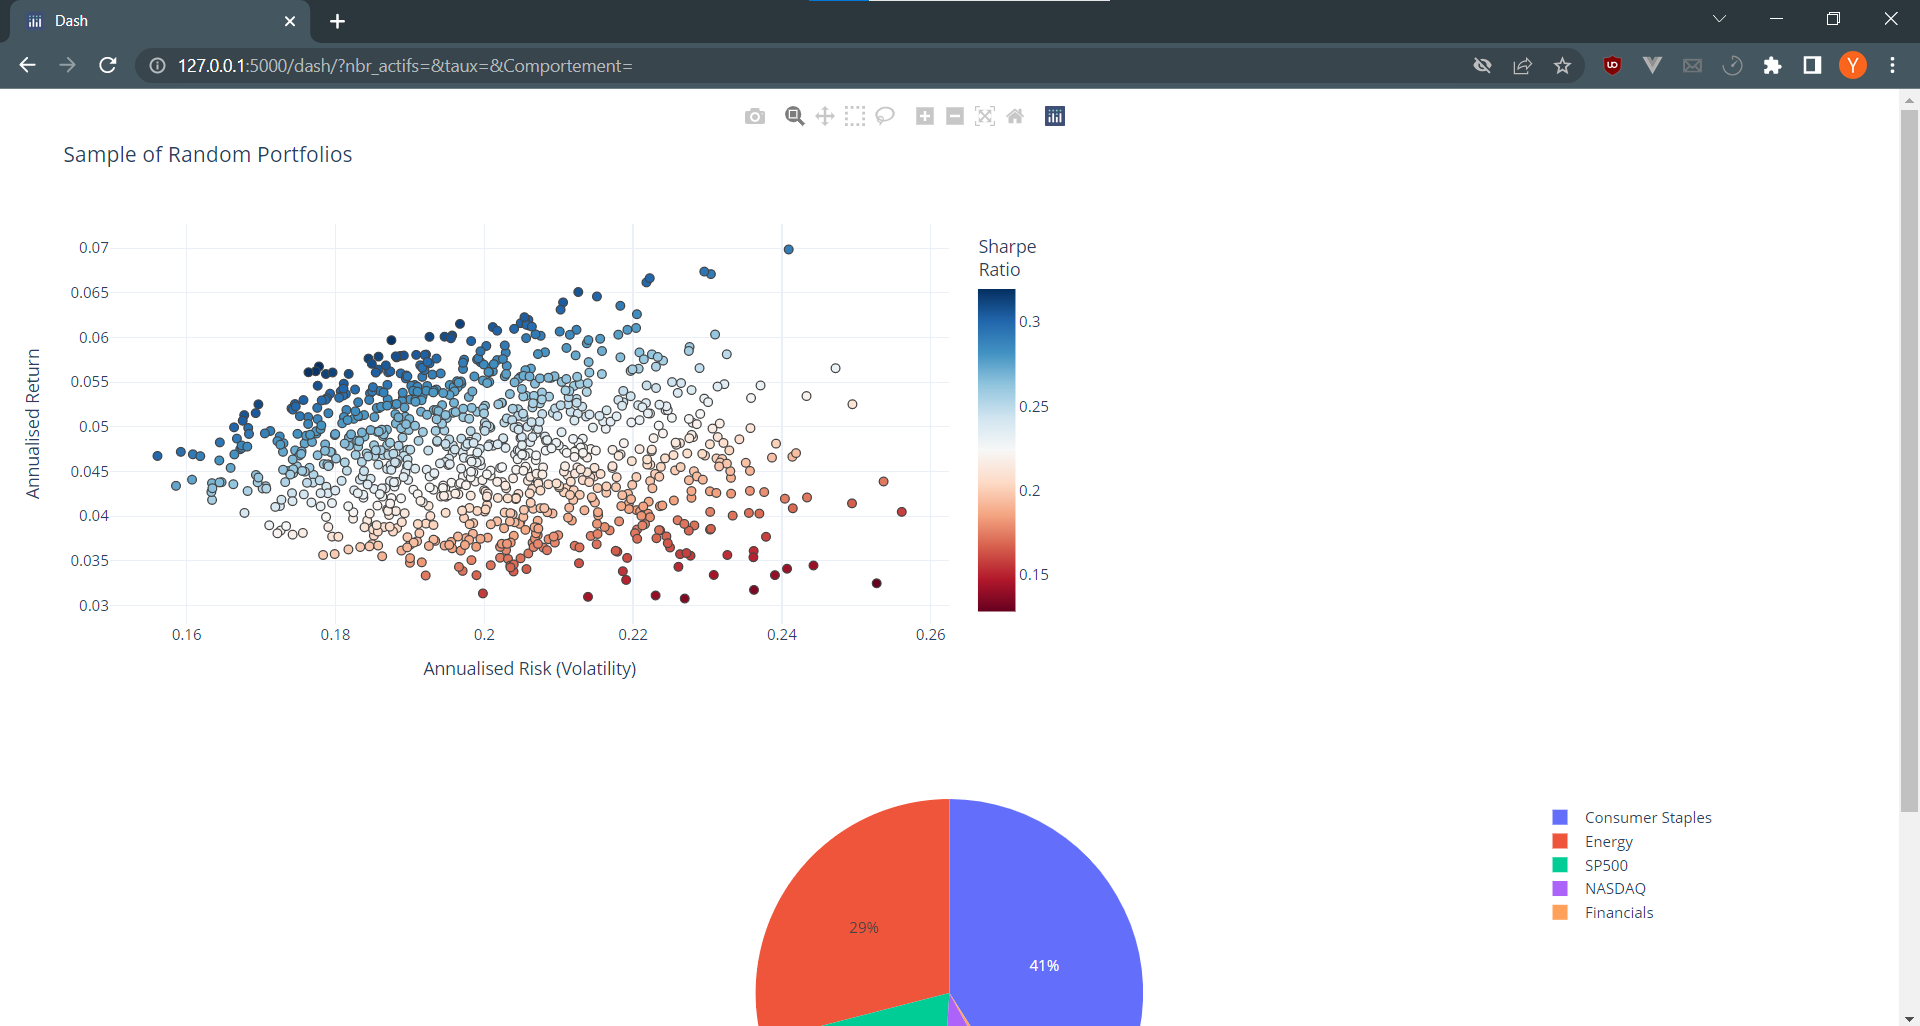 Dash
127.0.0.1:5000/dash/?nbr_actifs=&taux=&Comportement=
Y
Sample of Random Portfolios
Sharpe
Ratio
0.07
0.065
0.06
0.055
0.05
0.045
0.04
0.035
0.03
Annualised Return
0.3
0.25
0.2
0.15
0.16 0.18 0.2 0.22 0.24 0.26
Annualised Risk (Volatility)
29%
41%
Consumer Staples
Energy
SP500
NASDAQ
Financials